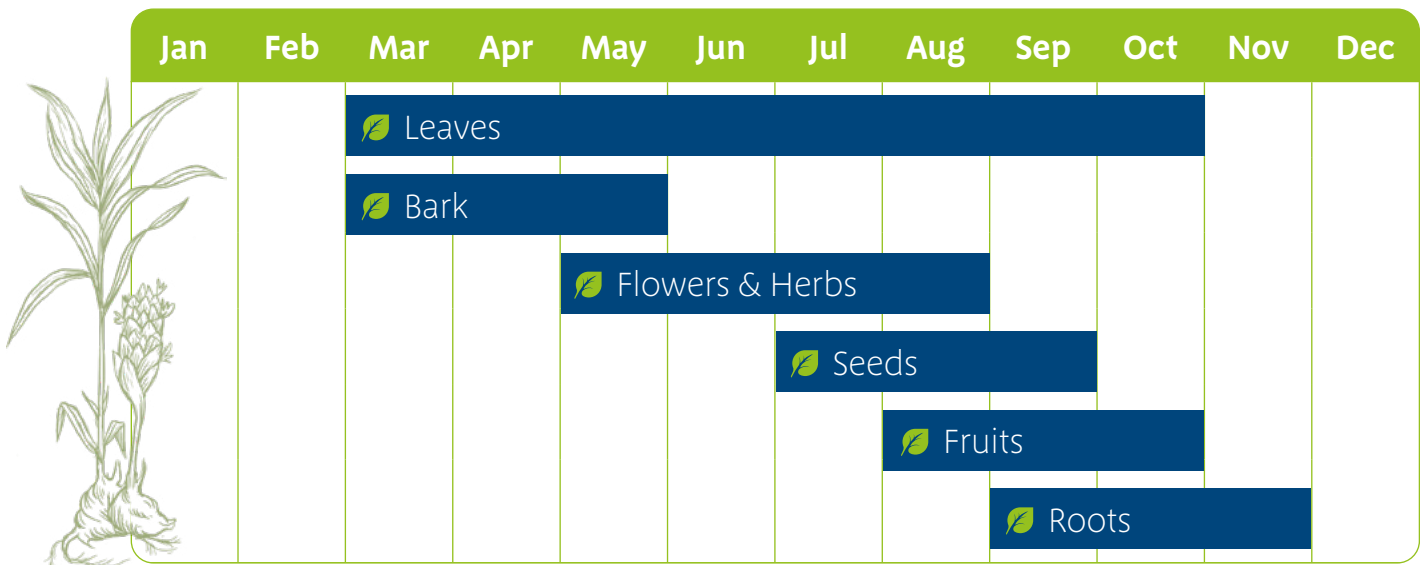 Jan Feb Mar Apr May Jun Jul Aug Sep Oct Nov Dec
Leaves
Bark
Flowers & Herbs
Seeds
Fruits
Roots